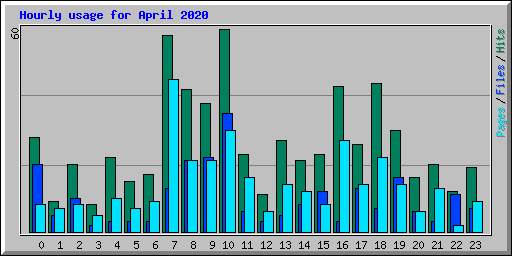 Hourly usage for April 2020
60
Pages / Files / Hits
0 1 2 3 4 5 6 7 8 9 10 11 12 13 14 15 16 17 18 19 20 21 22 23